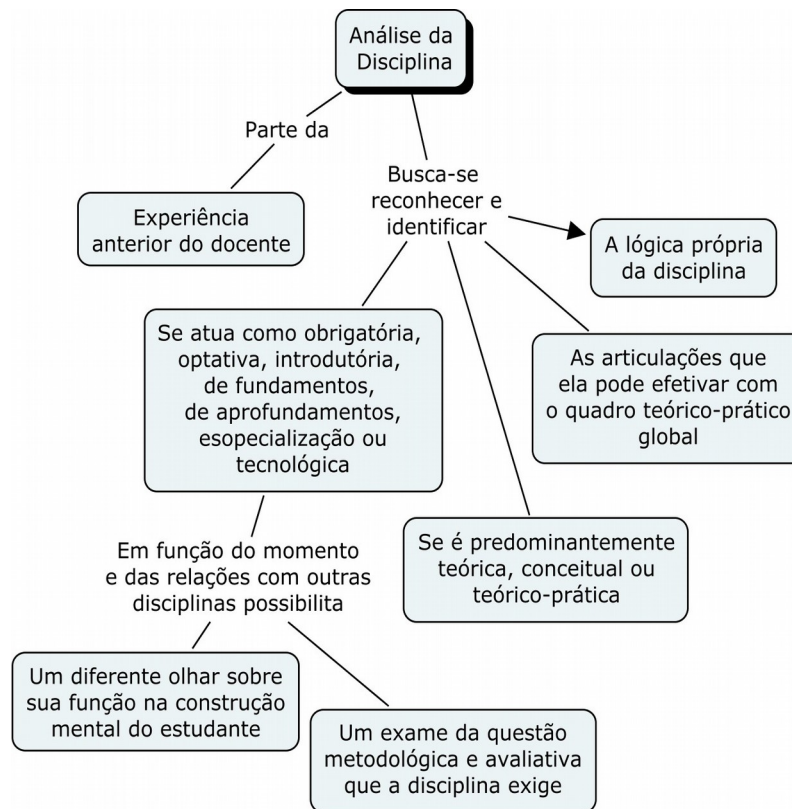 Análise da
Disciplina
Parte da
Experiência
anterior do docente
Busca-se
reconhecer e
identificar
A lógica própria
da disciplina
As articulações que
ela pode efetivar com
o quadro teórico-prático
global
Se atua como obrigatória,
optativa, introdutória,
de fundamentos,
de aprofundamentos,
esopecialização ou
tecnológica
Se é predominantemente
teórica, conceitual ou
teórico-prática
Em função do momento
e das relações com outras
disciplinas possibilita
Um diferente olhar sobre
sua função na construção
mental do estudante
Um exame da questão
metodológica e avaliativa
que a disciplina exige